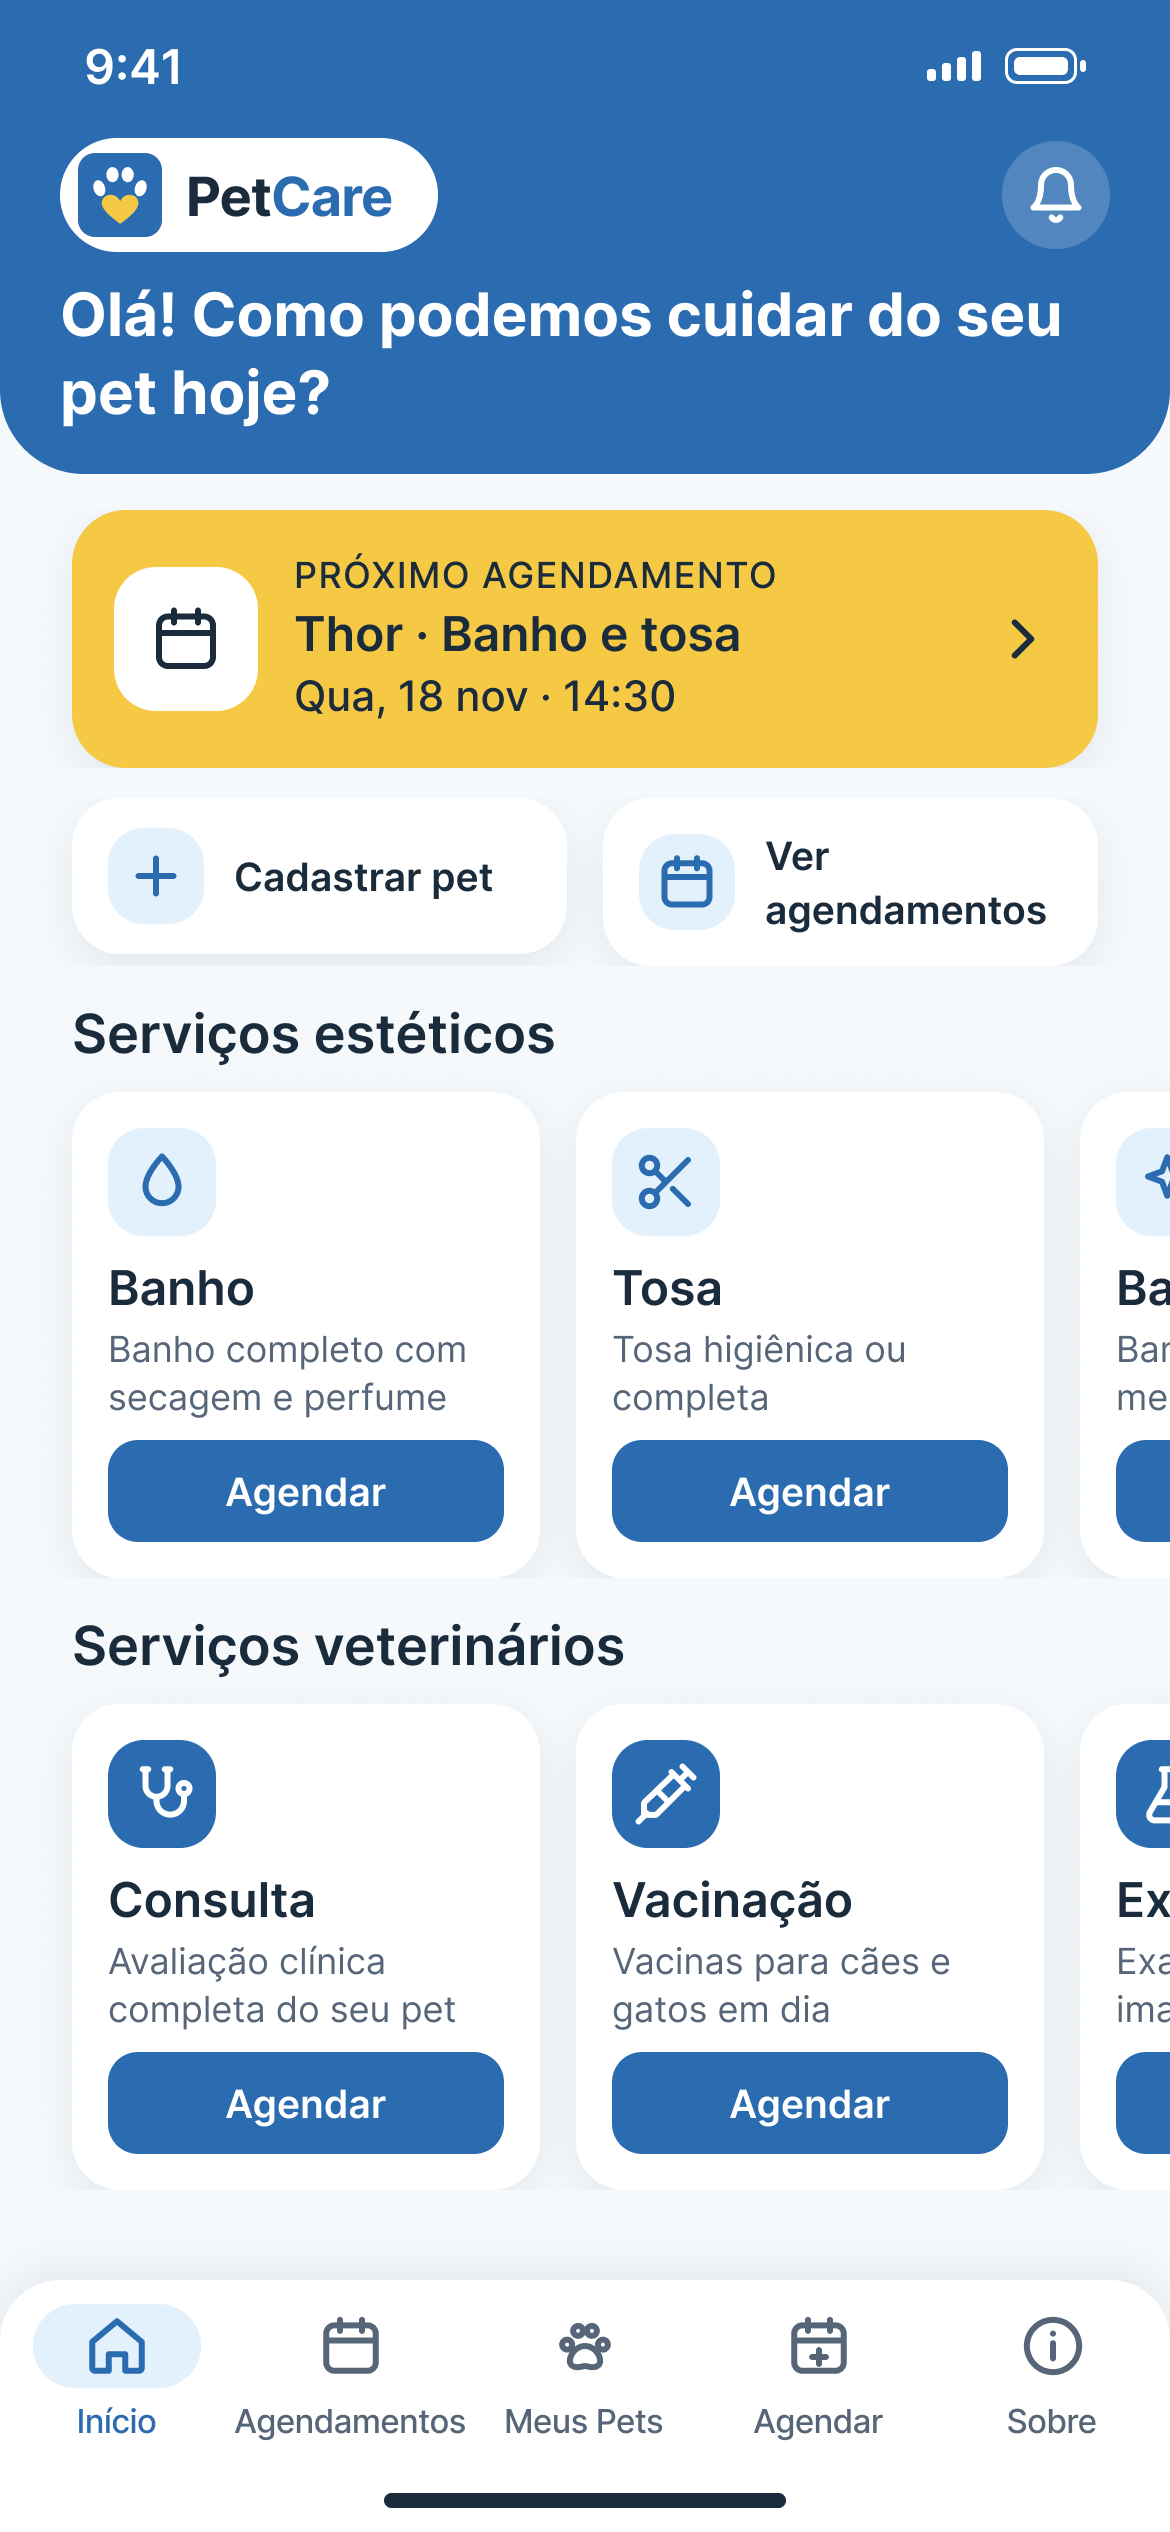 9:41
PetCare
Olá! Como podemos cuidar do seu
pet hoje?
PRÓXIMO AGENDAMENTO
Thor · Banho e tosa
Qua, 18 nov · 14:30
Cadastrar pet
Ver
agendamentos
Serviços estéticos
Banho
Banho completo com
secagem e perfume
Agendar
Tosa
Tosa higiênica ou
completa
Agendar
Serviços veterinários
Consulta
Avaliação clínica
completa do seu pet
Agendar
Vacinação
Vacinas para cães e
gatos em dia
Agendar
Início
Agendamentos
Meus Pets
Agendar
Sobre